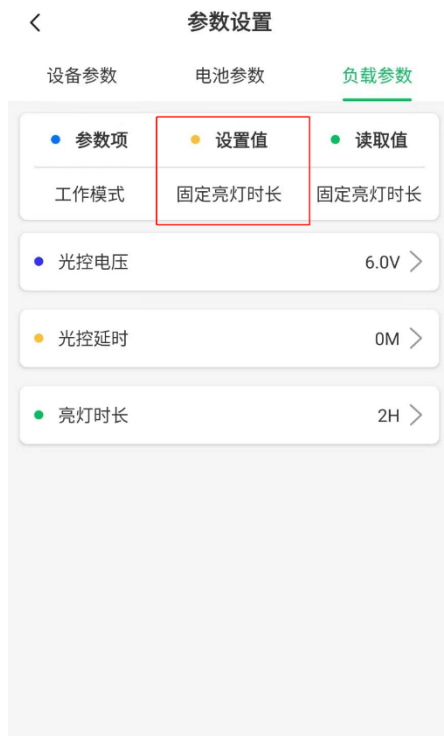 参数设置
设备参数 电池参数 负载参数
参数项 设置值 读取值
工作模式 固定亮灯时长 固定亮灯时长
光控电压 6.0V
光控延时 0M
亮灯时长 2H